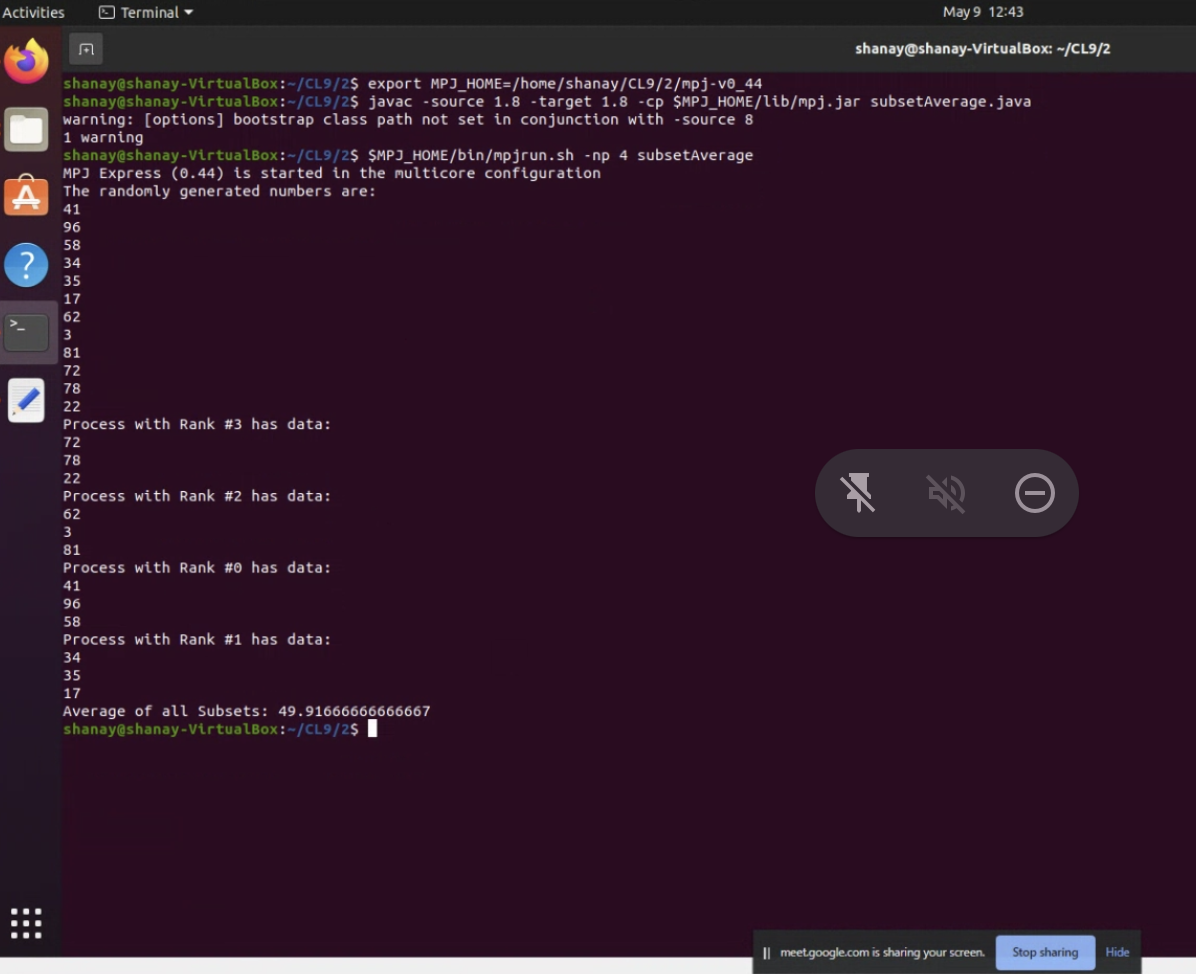 Activities
Terminal
May 9 12:43
shanay@shanay-VirtualBox: ~/CL9/2
shanay@shanay-VirtualBox:~/CL9/2$ export MPJ_HOME=/home/shanay/CL9/2/mpj-v0_44
shanay@shanay-VirtualBox:~/CL9/2$ javac -source 1.8 -target 1.8 -cp $MPJ_HOME/lib/mpj.jar subsetAverage.java
warning: [options] bootstrap class path not set in conjunction with -source 8
1 warning
shanay@shanay-VirtualBox:~/CL9/2$ $MPJ_HOME/bin/mpjrun.sh -np 4 subsetAverage
MPJ Express (0.44) is started in the multicore configuration
The randomly generated numbers are:
41
96
58
34
35
17
62
3
81
72
78
22
Process with Rank #3 has data:
72
78
22
Process with Rank #2 has data:
62
3
81
Process with Rank #0 has data:
41
96
58
Process with Rank #1 has data:
34
35
17
Average of all Subsets: 49.91666666666667
shanay@shanay-VirtualBox:~/CL9/2$
meet.google.com is sharing your screen.
Stop sharing
Hide